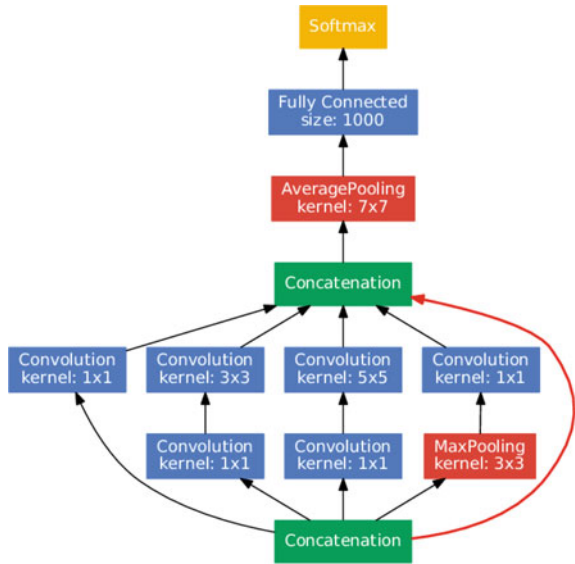 Softmax
Fully Connected
size: 1000
AveragePooling
kernel: 7x7
Concatenation
Convolution
kernel: 1x1
Convolution
kernel: 3x3
Convolution
kernel: 5x5
Convolution
kernel: 1x1
Convolution
kernel: 1x1
Convolution
kernel: 1x1
MaxPooling
kernel: 3x3
Concatenation